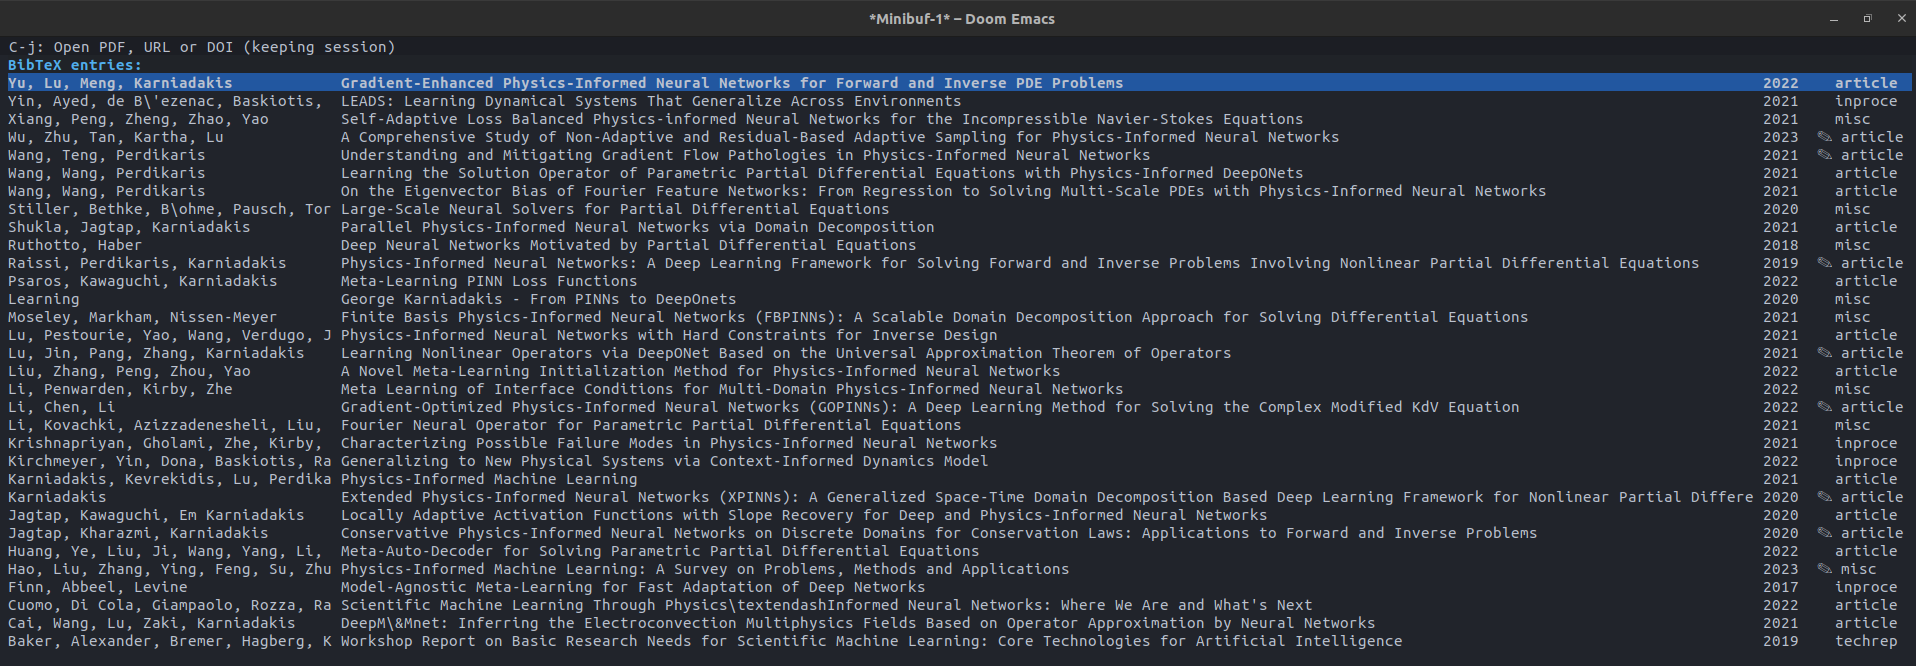 *Minibuf-1* – Doom Emacs
C-j: Open PDF, URL or DOI (keeping session)
BibTeX entries:
Yu, Lu, Meng, Karniadakis Gradient-Enhanced Physics-Informed Neural Networks for Forward and Inverse PDE Problems 2022 article
Yin, Ayed, de B\'ezenac, Baskiotis, LEADS: Learning Dynamical Systems That Generalize Across Environments 2021 inproce
Xiang, Peng, Zheng, Zhao, Yao Self-Adaptive Loss Balanced Physics-informed Neural Networks for the Incompressible Navier-Stokes Equations 2021 misc
Wu, Zhu, Tan, Kartha, Lu A Comprehensive Study of Non-Adaptive and Residual-Based Adaptive Sampling for Physics-Informed Neural Networks 2023 ✎ article
Wang, Teng, Perdikaris Understanding and Mitigating Gradient Flow Pathologies in Physics-Informed Neural Networks 2021 ✎ article
Wang, Wang, Perdikaris Learning the Solution Operator of Parametric Partial Differential Equations with Physics-Informed DeepONets 2021 article
Wang, Wang, Perdikaris On the Eigenvector Bias of Fourier Feature Networks: From Regression to Solving Multi-Scale PDEs with Physics-Informed Neural Networks 2021 article
Stiller, Bethke, B\ohme, Pausch, Tor Large-Scale Neural Solvers for Partial Differential Equations 2020 misc
Shukla, Jagtap, Karniadakis Parallel Physics-Informed Neural Networks via Domain Decomposition 2021 article
Ruthotto, Haber Deep Neural Networks Motivated by Partial Differential Equations 2018 misc
Raissi, Perdikaris, Karniadakis Physics-Informed Neural Networks: A Deep Learning Framework for Solving Forward and Inverse Problems Involving Nonlinear Partial Differential Equations 2019 ✎ article
Psaros, Kawaguchi, Karniadakis Meta-Learning PINN Loss Functions 2022 article
Learning George Karniadakis - From PINNs to DeepOnets 2020 misc
Moseley, Markham, Nissen-Meyer Finite Basis Physics-Informed Neural Networks (FBPINNs): A Scalable Domain Decomposition Approach for Solving Differential Equations 2021 misc
Lu, Pestourie, Yao, Wang, Verdugo, J Physics-Informed Neural Networks with Hard Constraints for Inverse Design 2021 article
Lu, Jin, Pang, Zhang, Karniadakis Learning Nonlinear Operators via DeepONet Based on the Universal Approximation Theorem of Operators 2021 ✎ article
Liu, Zhang, Peng, Zhou, Yao A Novel Meta-Learning Initialization Method for Physics-Informed Neural Networks 2022 article
Li, Penwarden, Kirby, Zhe Meta Learning of Interface Conditions for Multi-Domain Physics-Informed Neural Networks 2022 misc
Li, Chen, Li Gradient-Optimized Physics-Informed Neural Networks (GOPINNs): A Deep Learning Method for Solving the Complex Modified KdV Equation 2022 ✎ article
Li, Kovachki, Azizzadenesheli, Liu, Fourier Neural Operator for Parametric Partial Differential Equations 2021 misc
Krishnapriyan, Gholami, Zhe, Kirby, Characterizing Possible Failure Modes in Physics-Informed Neural Networks 2021 inproce
Kirchmeyer, Yin, Dona, Baskiotis, Ra Generalizing to New Physical Systems via Context-Informed Dynamics Model 2022 inproce
Karniadakis, Kevrekidis, Lu, Perdika Physics-Informed Machine Learning 2021 article
Karniadakis Extended Physics-Informed Neural Networks (XPINNs): A Generalized Space-Time Domain Decomposition Based Deep Learning Framework for Nonlinear Partial Differe 2020 ✎ article
Jagtap, Kawaguchi, Em Karniadakis Locally Adaptive Activation Functions with Slope Recovery for Deep and Physics-Informed Neural Networks 2020 article
Jagtap, Kharazmi, Karniadakis Conservative Physics-Informed Neural Networks on Discrete Domains for Conservation Laws: Applications to Forward and Inverse Problems 2020 ✎ article
Huang, Ye, Liu, Ji, Wang, Yang, Li, Meta-Auto-Decoder for Solving Parametric Partial Differential Equations 2022 article
Hao, Liu, Zhang, Ying, Feng, Su, Zhu Physics-Informed Machine Learning: A Survey on Problems, Methods and Applications 2023 ✎ misc
Finn, Abbeel, Levine Model-Agnostic Meta-Learning for Fast Adaptation of Deep Networks 2017 inproce
Cuomo, Di Cola, Giampaolo, Rozza, Ra Scientific Machine Learning Through Physics\textendashInformed Neural Networks: Where We Are and What's Next 2022 article
Cai, Wang, Lu, Zaki, Karniadakis DeepM\&Mnet: Inferring the Electroconvection Multiphysics Fields Based on Operator Approximation by Neural Networks 2021 article
Baker, Alexander, Bremer, Hagberg, K Workshop Report on Basic Research Needs for Scientific Machine Learning: Core Technologies for Artificial Intelligence 2019 techrep